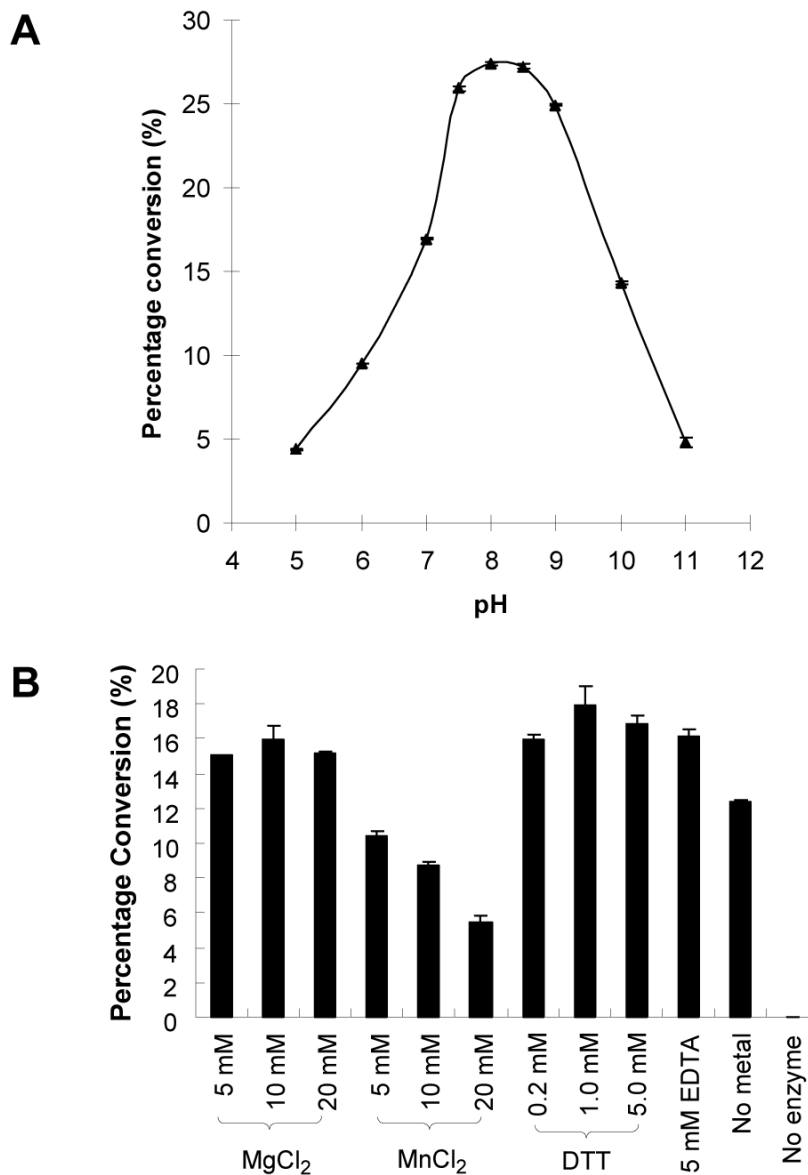 A
Percentage conversion (%)
30
25
20
15
10
5
0
4 5 6 7 8 9 10 11 12
pH
B
Percentage Conversion (%)
20
18
16
14
12
10
8
6
4
2
0
5 mM
10 mM
20 mM
5 mM
10 mM
20 mM
0.2 mM
1.0 mM
5.0 mM
5 mM EDTA
No metal
No enzyme
MgCl₂ MnCl₂ DTT